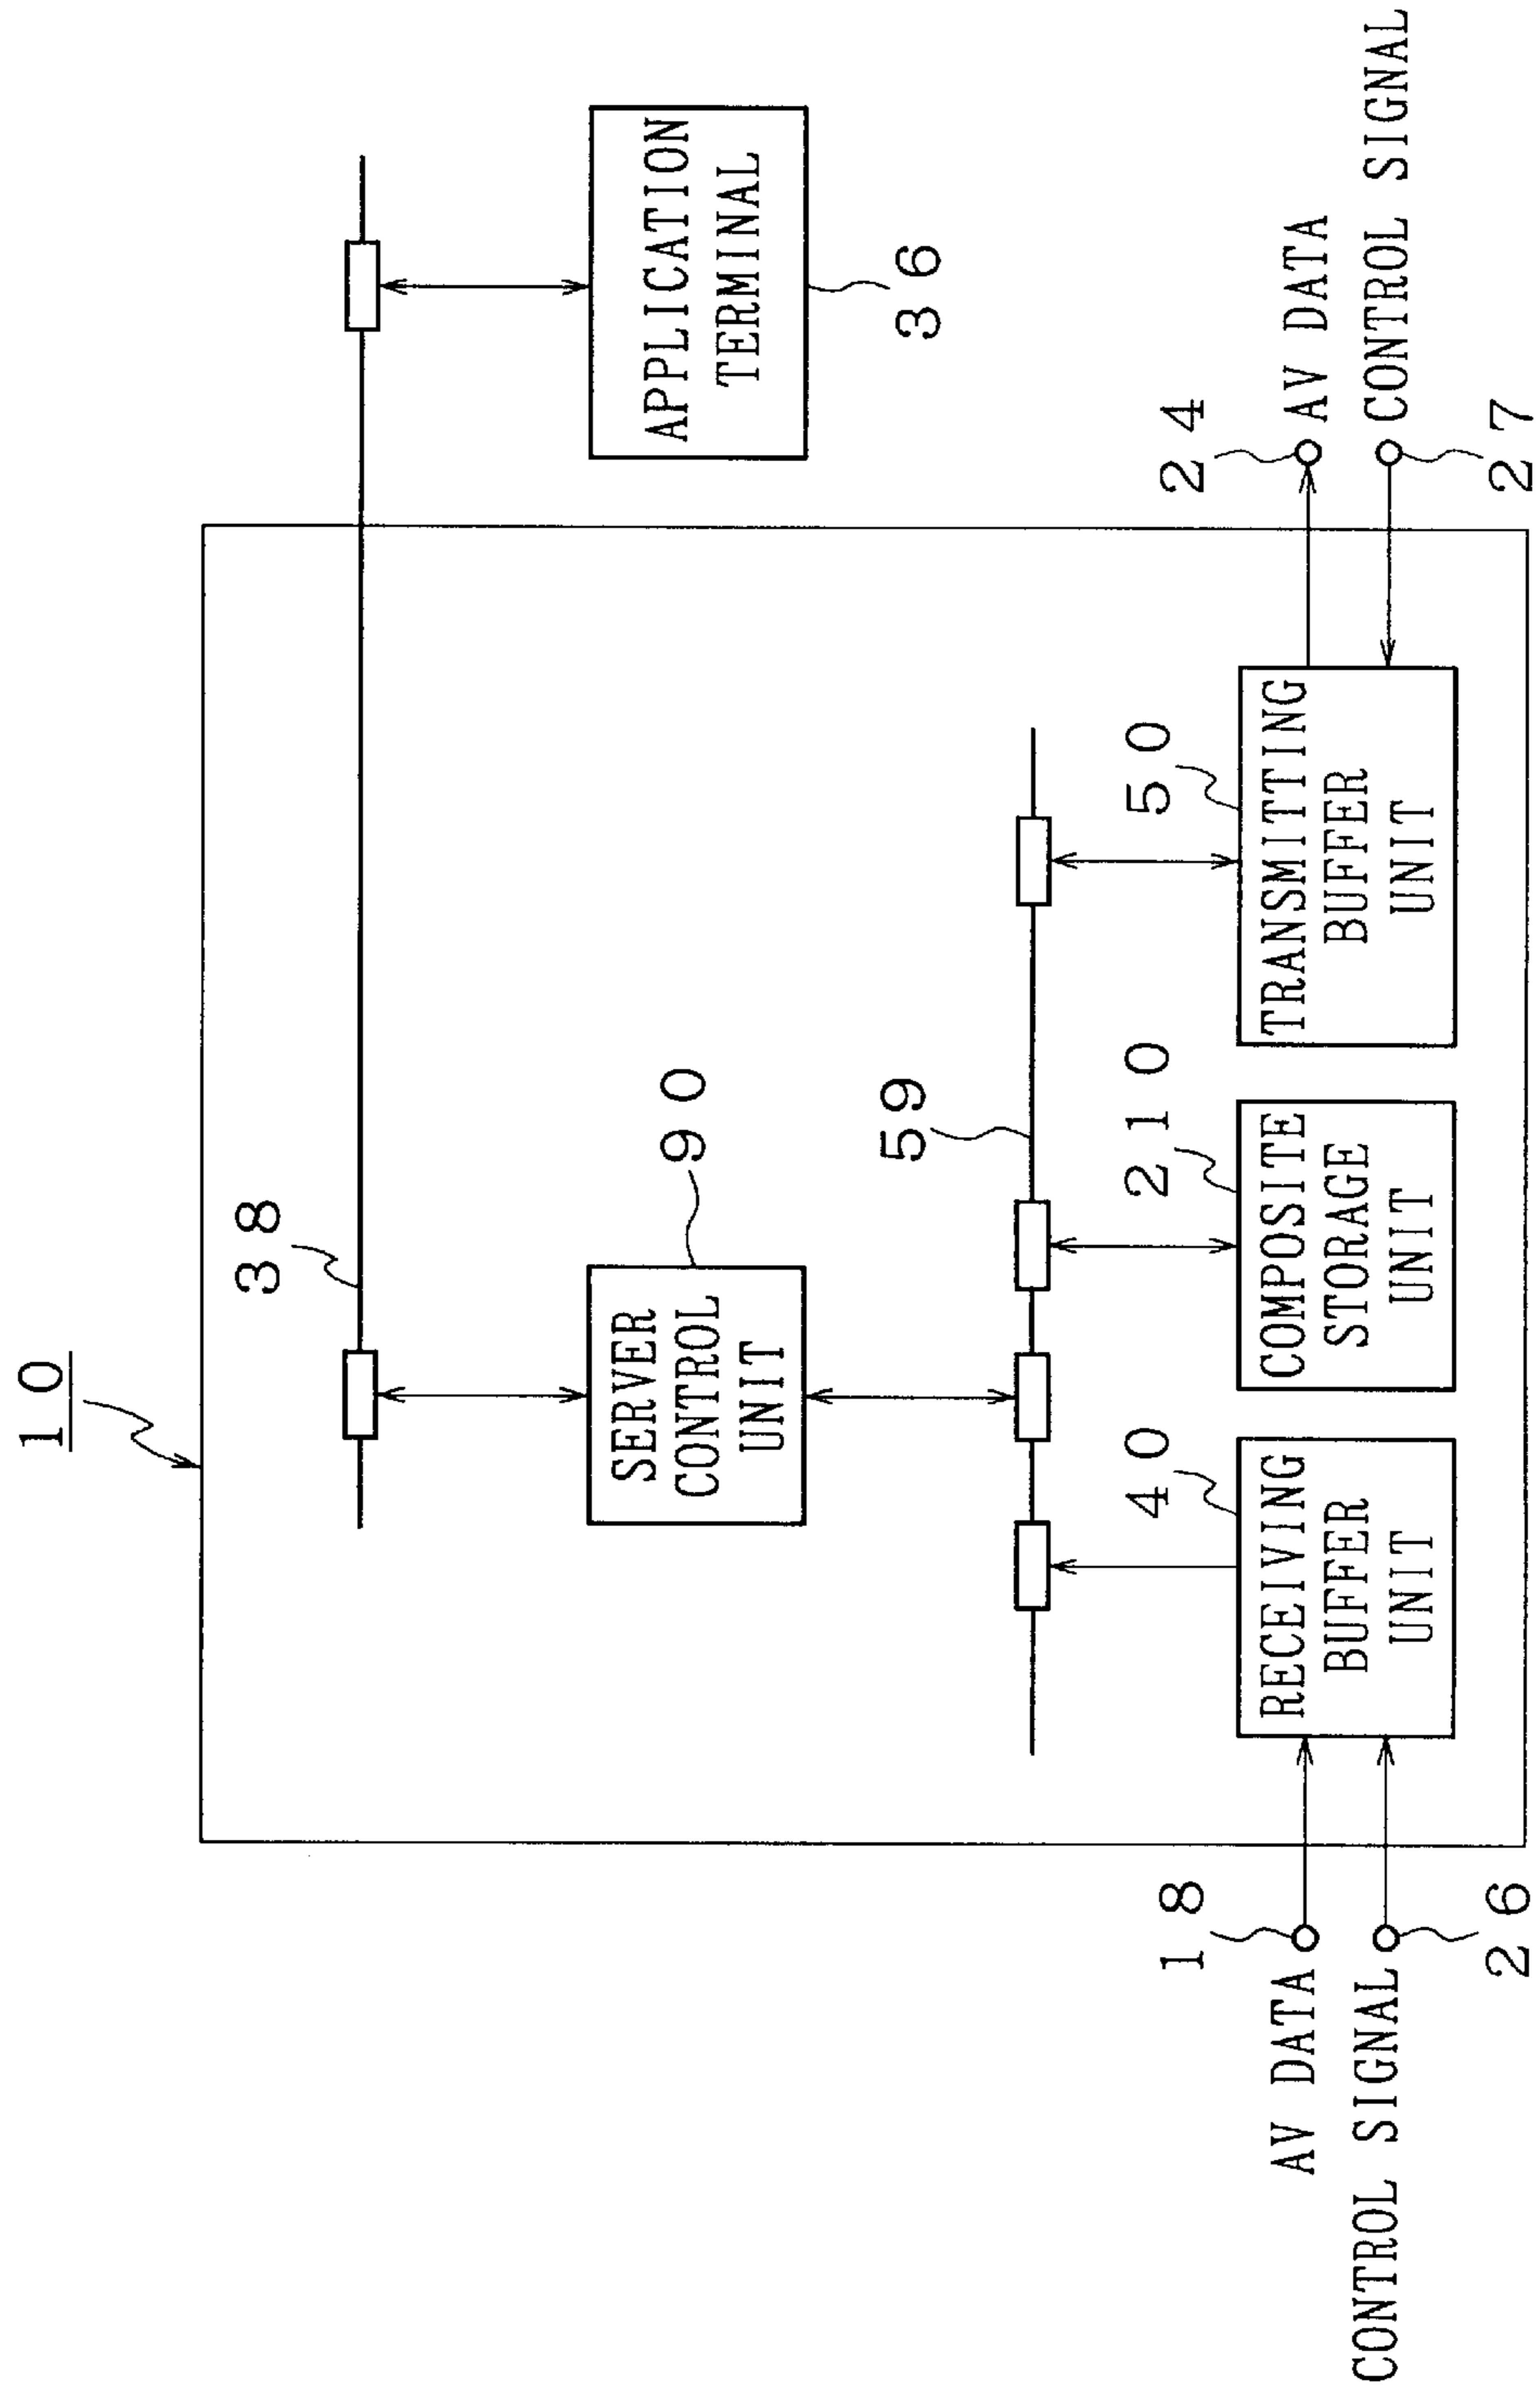 10
38
SERVER
CONTROL
UNIT
90
APPLICATION
TERMINAL
36
59
18
AV DATA
CONTROL SIGNAL
26
RECEIVING
BUFFER
UNIT
40
COMPOSITE
STORAGE
UNIT
210
TRANSMITTING
BUFFER
UNIT
50
24
AV DATA
CONTROL SIGNAL
27